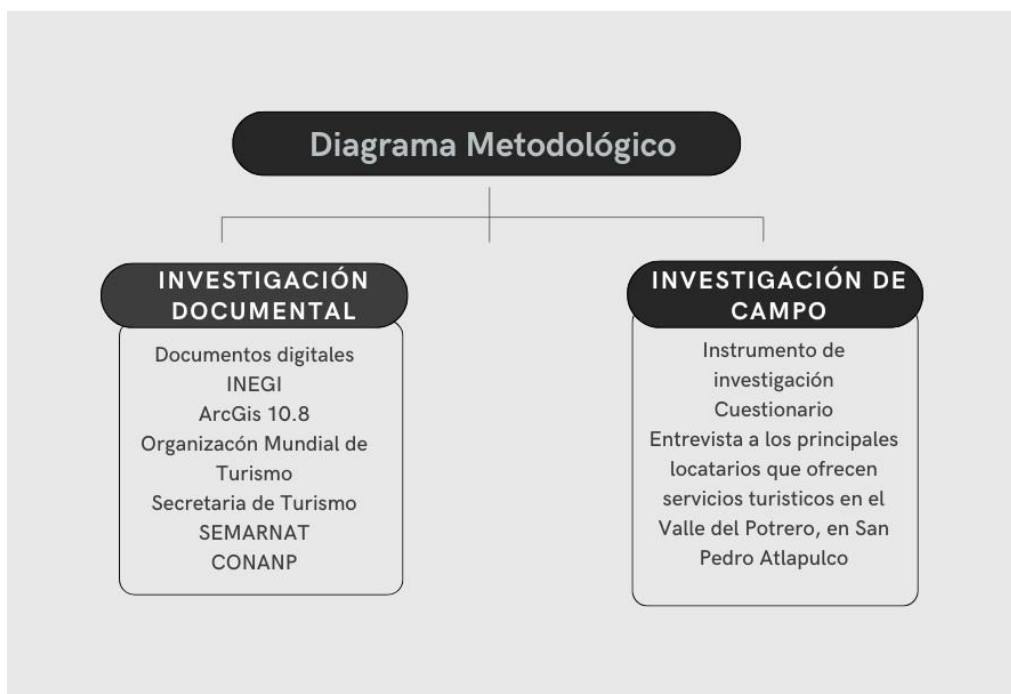 Diagrama Metodológico
INVESTIGACIÓN
DOCUMENTAL
Documentos digitales
INEGI
ArcGis 10.8
Organizacón Mundial de
Turismo
Secretaria de Turismo
SEMARNAT
CONANP
INVESTIGACIÓN DE
CAMPO
Instrumento de
investigación
Cuestionario
Entrevista a los principales
locatarios que ofrecen
servicios turisticos en el
Valle del Potrero, en San
Pedro Atlapulco